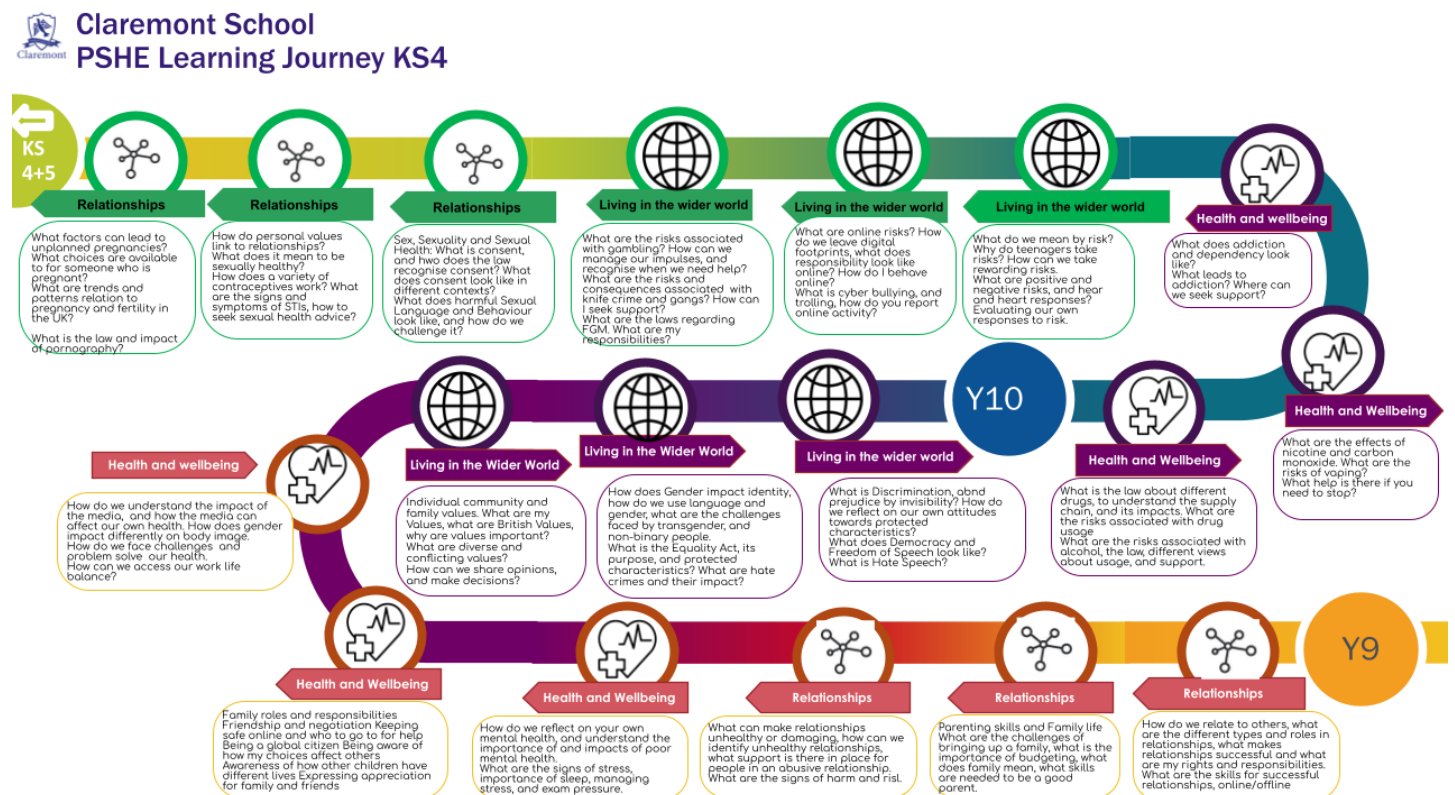 Claremont School
PSHE Learning Journey KS4
Claremont
KS
4+5
Relationships
What factors can lead to
unplanned pregnancies?
What choices are available
to for someone who is
pregnant?
What are trends and
patterns relation to
pregnancy and fertility in
the UK?
What is the law and impact
of pornography?
Relationships
How do personal values
link to relationships?
What does it mean to be
sexually healthy?
How does a variety of
contraceptives work? What
are the signs and
symptoms of STIs, how to
seek sexual health advice?
Relationships
Sex, Sexuality and Sexual
Health: What is consent,
and two does the law
recognise consent? What
does consent look like in
different contexts?
What does harmful Sexual
Language and Behaviour
look like, and how do we
challenge it?
Living in the wider world
What are the risks associated
with gambling? How can we
manage our impulses, and
recognise when we need help?
What are the risks and
consequences associated with
knife crime and gangs? How can
I seek support?
What are the laws regarding
FGM. What are my
responsibilities?
Living in the wider world
What are online risks? How
do we leave digital
footprints, what does
responsibility look like
online? How do I behave
online?
What is cyber bullying, and
trolling, how do you report
online activity?
Living in the wider world
What do we mean by risk?
Why do teenagers take
risks? How can we take
rewarding risks.
What are positive and
negative risks, and hear
and heart responses?
Evaluating our own
responses to risk.
Health and wellbeing
What does addiction
and dependency look
like?
What leads to
addiction? Where can
we seek support?
Health and Wellbeing
What are the effects of
nicotine and carbon
monoxide. What are the
risks of vaping?
What help is there if you
need to stop?
Health and Wellbeing
What is the law about different
drugs, to understand the supply
chain, and its impacts. What are
the risks associated with drug
usage
What are the risks associated with
alcohol, the law, different views
about usage, and support.
Y10
Living in the wider world
What is Discrimination, abnd
prejudice by invisibility? How do
we reflect on our own attitudes
towards protected
characteristics?
What does Democracy and
Freedom of Speech look like?
What is Hate Speech?
Living in the Wider World
How does Gender impact identity,
how do we use language and
gender, what are the challenges
faced by transgender, and
non-binary people.
What is the Equality Act, its
purpose, and protected
characteristics? What are hate
crimes and their impact?
Living in the Wider World
Individual community and
family values. What are my
Values, what are British Values,
why are values important?
What are diverse and
conflicting values?
How can we share opinions,
and make decisions?
Health and wellbeing
How do we understand the impact of
the media, and how the media can
affect our own health. How does gender
impact differently on body image.
How do we face challenges and
problem solve our health.
How can we access our work life
balance?
Health and Wellbeing
Family roles and responsibilities
Friendship and negotiation Keeping
safe online and who to go to for help
Being a global citizen Being aware of
how my choices affect others
Awareness of how other children have
different lives Expressing appreciation
for family and friends
Health and Wellbeing
How do we reflect on your own
mental health, and understand the
importance of and impacts of poor
mental health.
What are the signs of stress,
importance of sleep, managing
stress, and exam pressure.
Relationships
What can make relationships
unhealthy or damaging, how can we
identify unhealthy relationships,
what support is there in place for
people in an abusive relationship.
What are the signs of harm and risl.
Relationships
Parenting skills and Family life
What are the challenges of
bringing up a family, what is the
importance of budgeting, what
does family mean, what skills
are needed to be a good
parent.
Relationships
How do we relate to others, what
are the different types and roles in
relationships, what makes
relationships successful and what
are my rights and responsibilities.
What are the skills for successful
relationships, online/offline
Y9